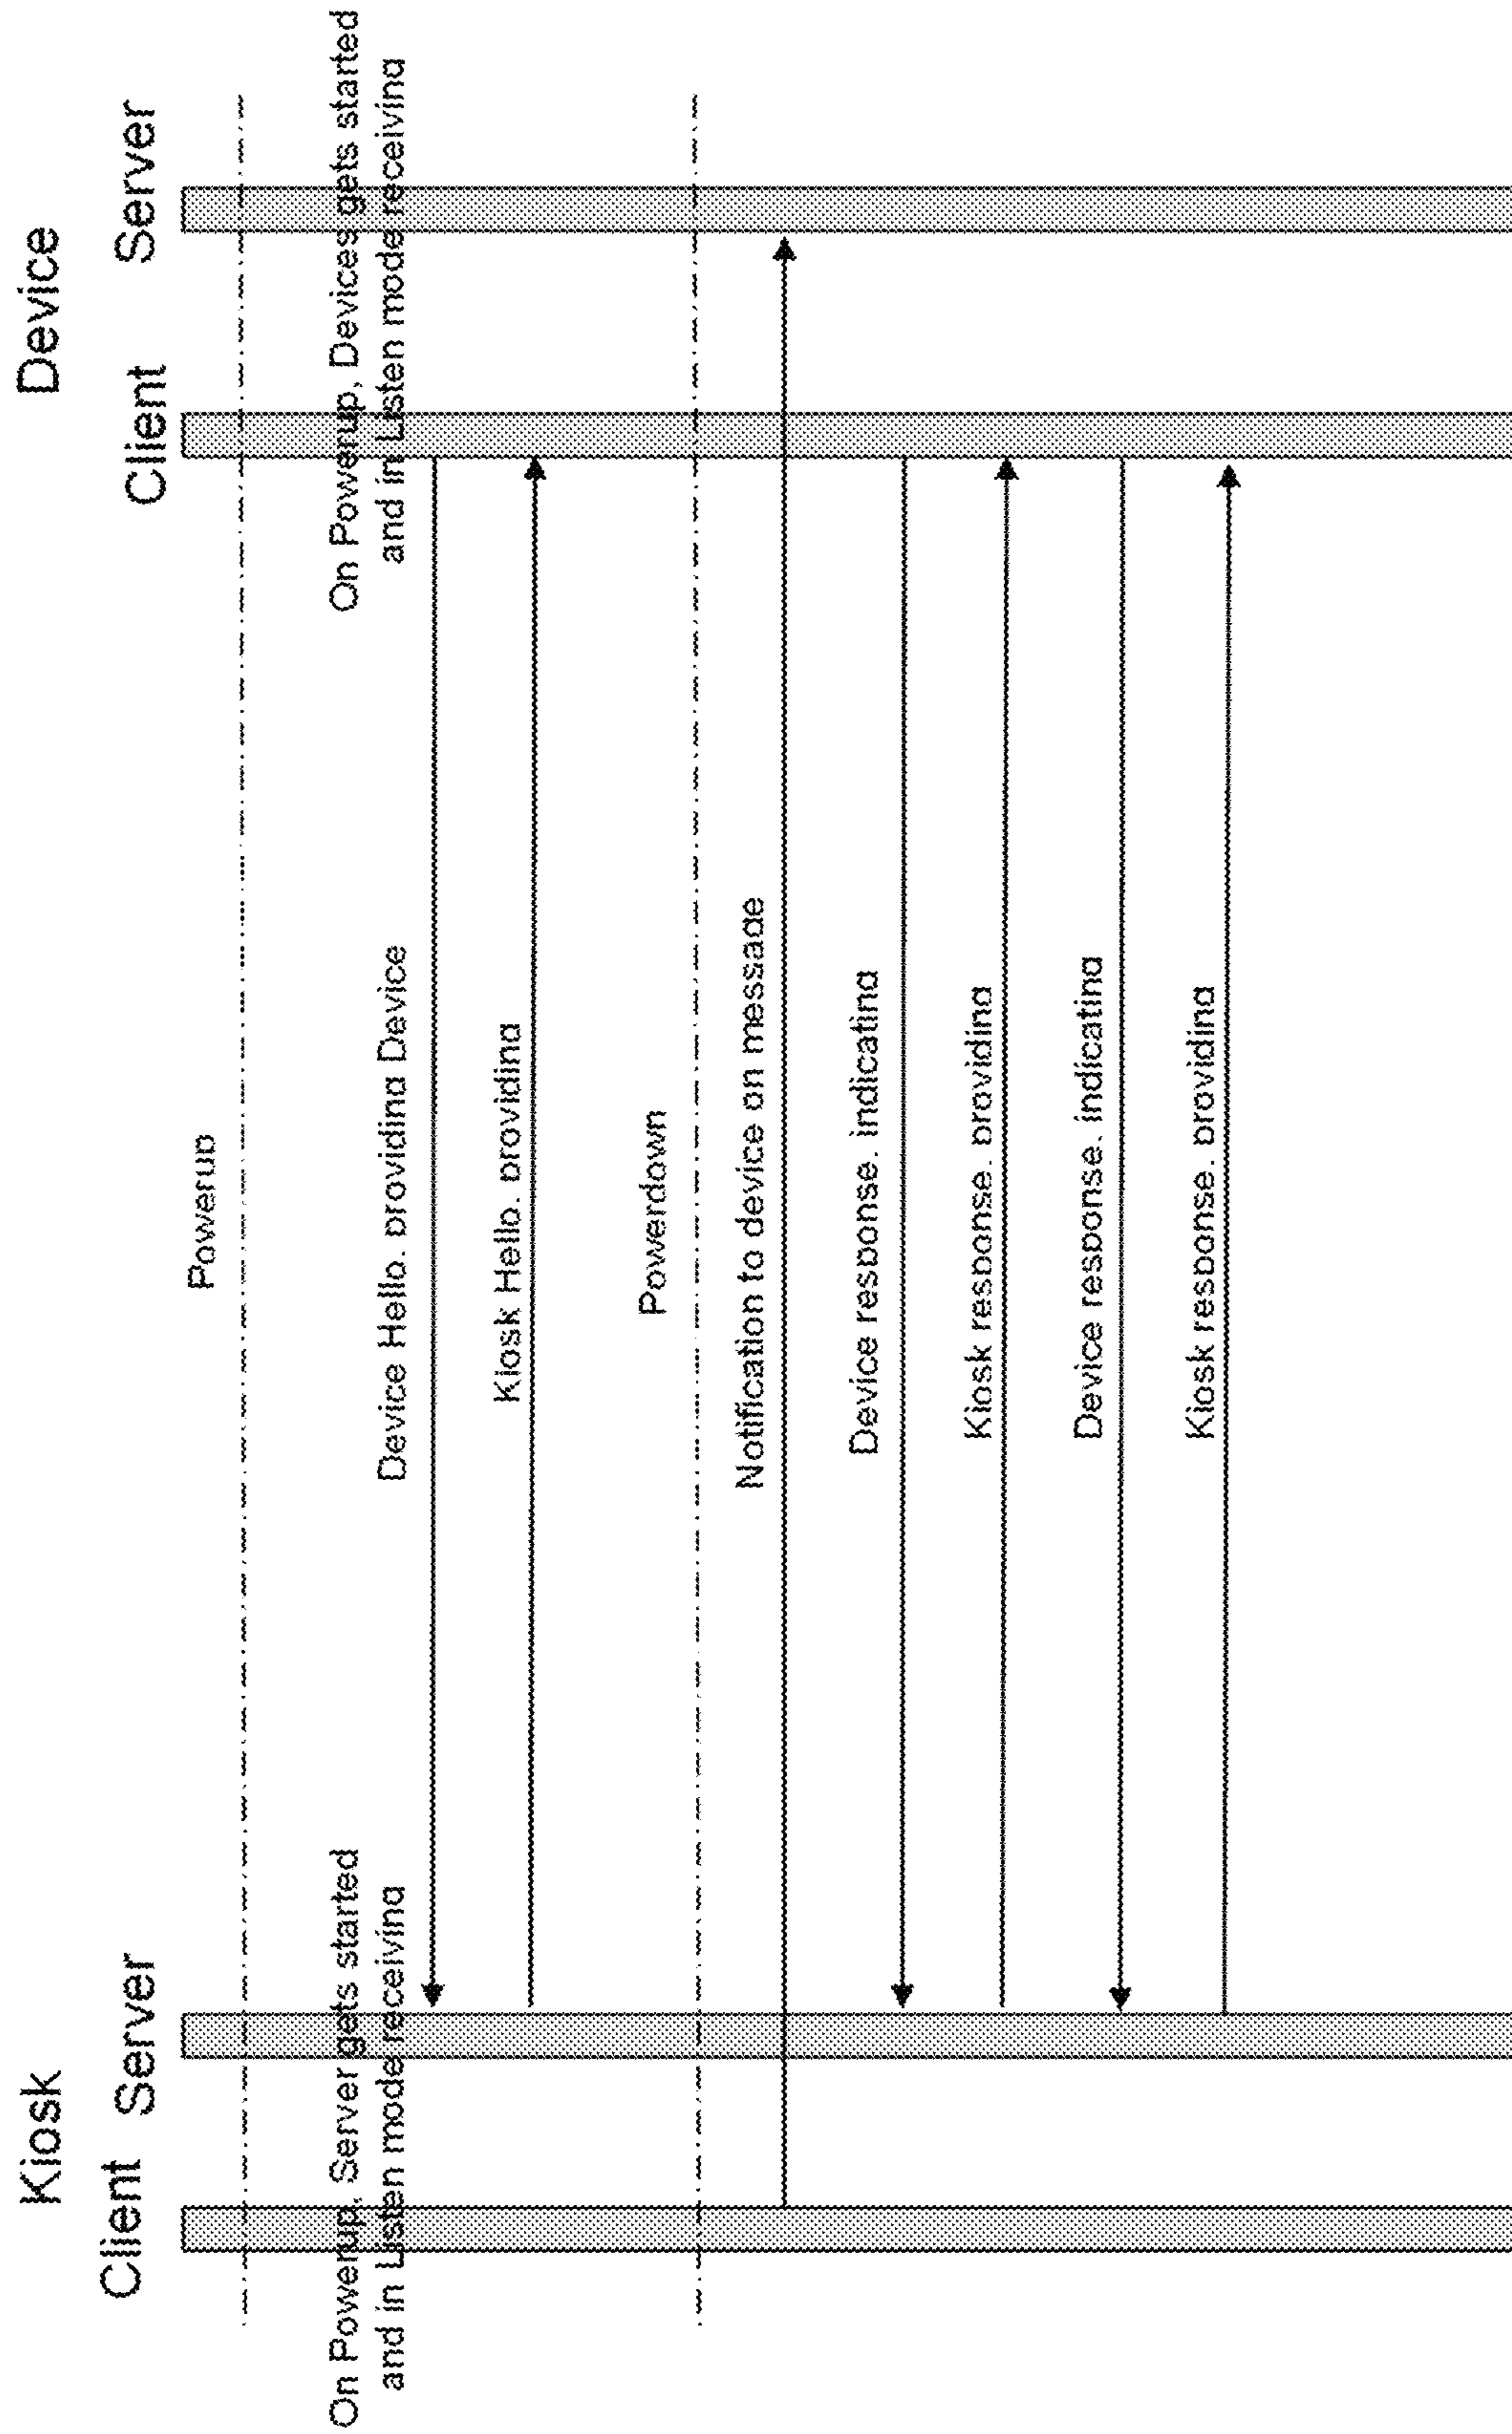 Kiosk
Device
Client
Server
Client
Server
Powerup
On Powerup, Server gets started
and in Listen mode receiving
On Powerup, Devices gets started
and in Listen mode receiving
Device Hello. providing Device
Kiosk Hello. providing
Powerdown
Notification to device on message
Device response. indicating
Kiosk response. providing
Device response. indicating
Kiosk response. providing